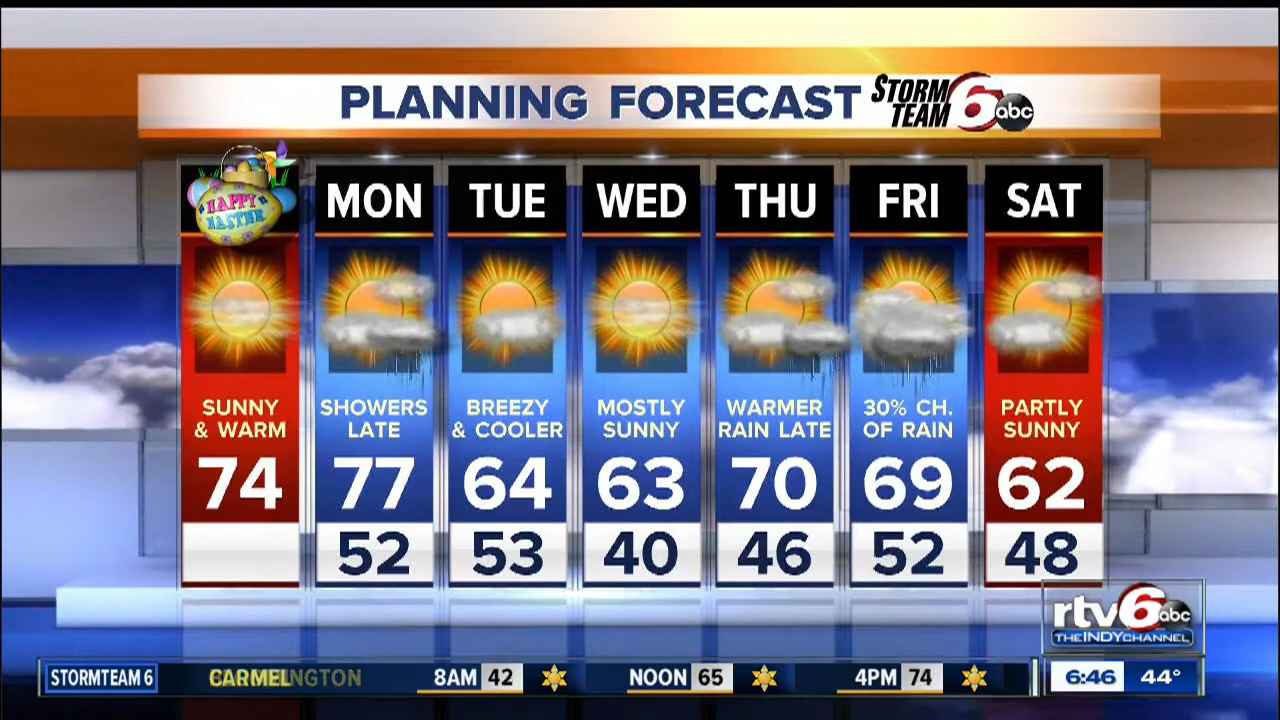 PLANNING FORECAST STORM TEAM 6 abc
HAPPY EASTER
MON TUE WED THU FRI SAT
SUNNY & WARM
74
SHOWERS LATE
77
52
BREEZY & COOLER
64
53
MOSTLY SUNNY
63
40
WARMER RAIN LATE
70
46
30% CH. OF RAIN
69
52
PARTLY SUNNY
62
48
rtv6 abc
THEINDYCHANNEL
STORMTEAM 6 CARMEL 8AM 42 NOON 65 4PM 74 6:46 44°